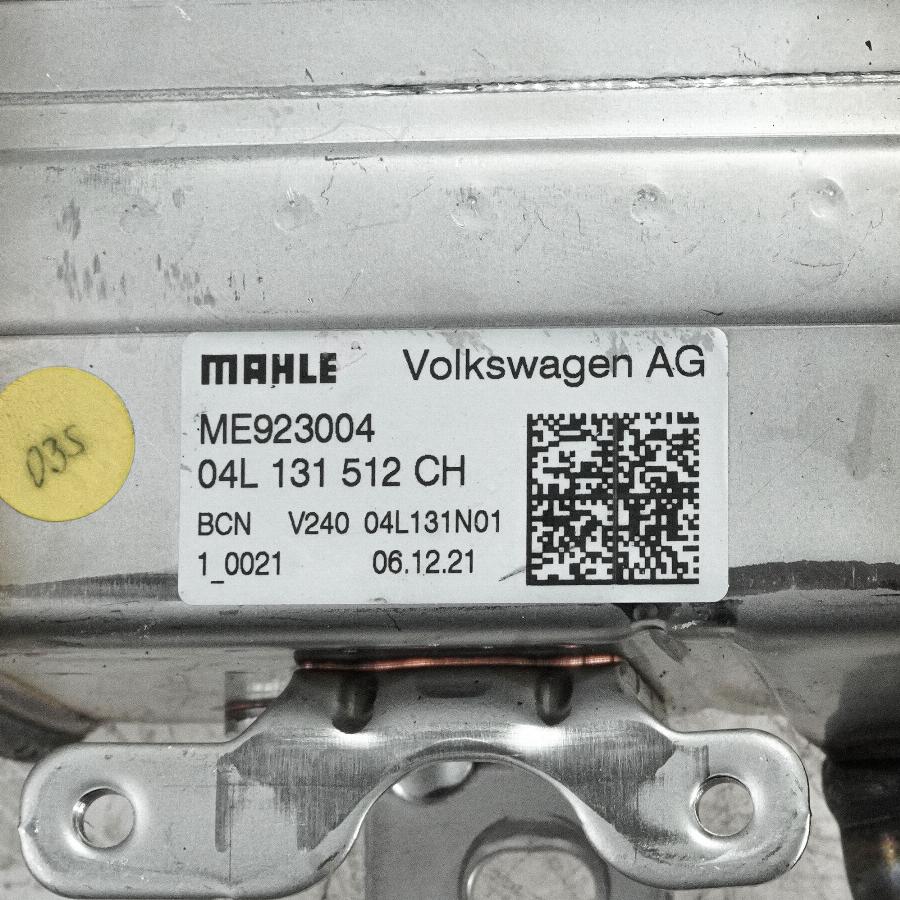 MAHLE Volkswagen AG
ME923004
04L 131 512 CH
BCN V240 04L131N01
1_0021 06.12.21
035